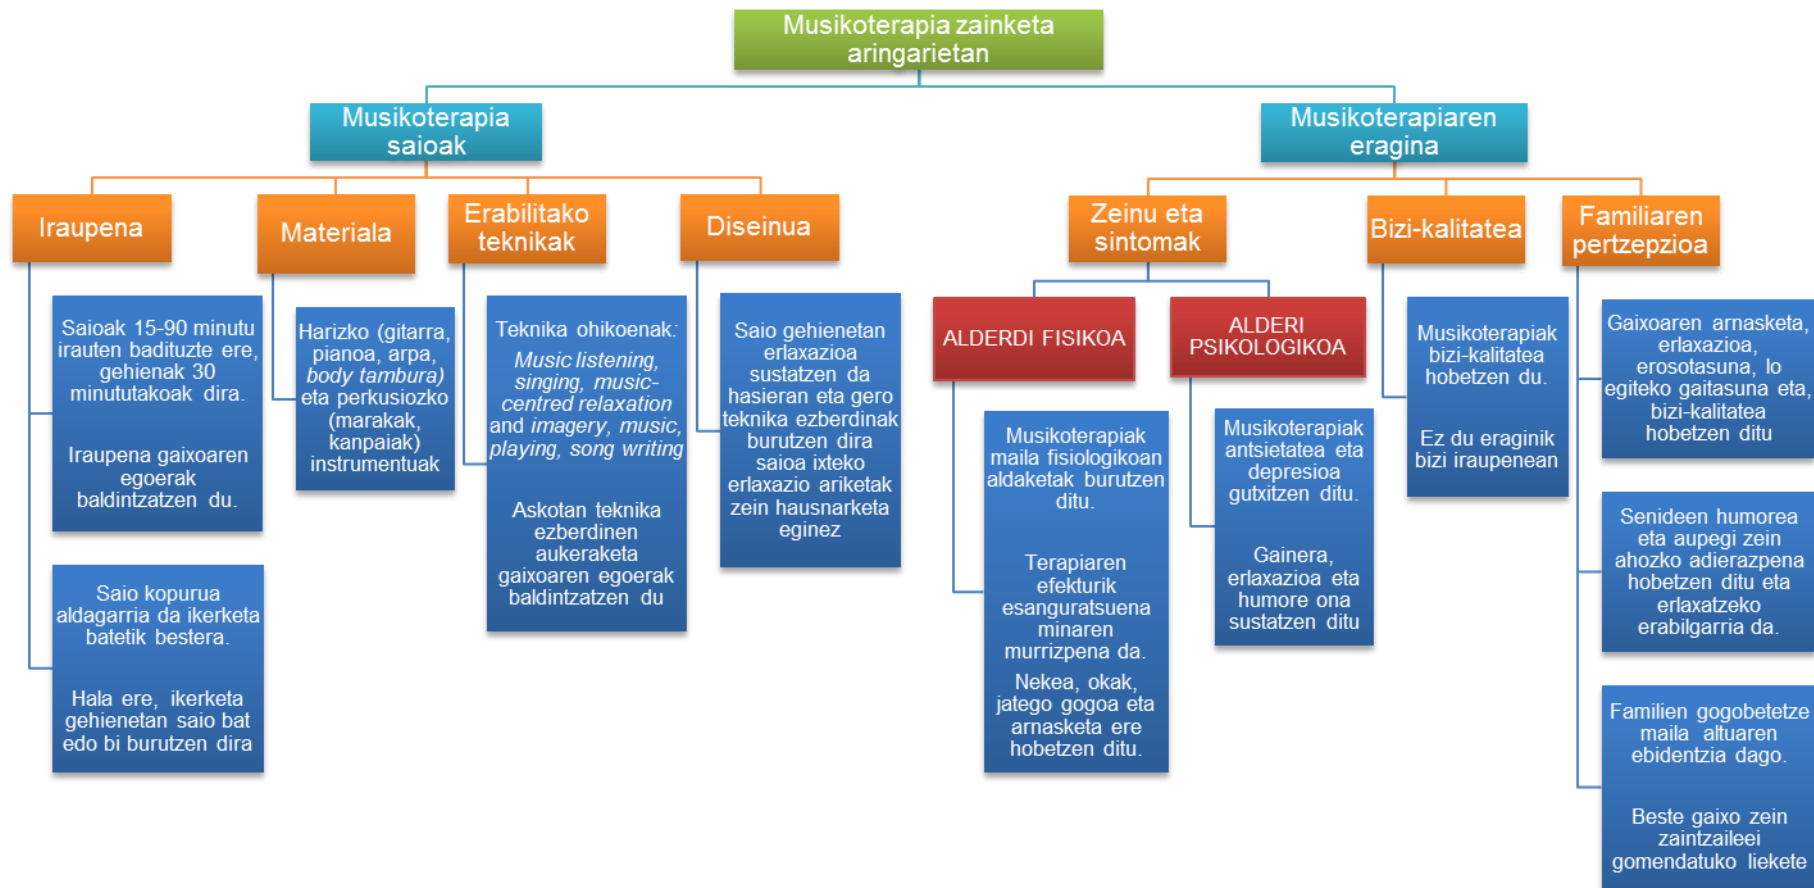 Musikoterapia zainketa
aringarietan
Musikoterapia
saioak
Musikoterapiaren
eragina
Iraupena
Materiala
Erabilitako
teknikak
Diseinua
Zeinu eta
sintomak
Bizi-kalitatea
Familiaren
pertzepzioa
Saioak 15-90 minutu
irauten badituzte ere,
gehienak 30
minututakoak dira.
Iraupena gaixoaren
egoerak
baldintzatzen du.
Saio kopurua
aldagarria da ikerketa
batetik bestera.
Hala ere, ikerketa
gehienetan saio bat
edo bi burutzen dira
Harizko (gitarra,
pianoa, arpa,
body tambura)
eta perkusiozko
(marakak,
kanpaiak)
instrumentuak
Teknika ohikoenak:
Music listening,
singing, music-
centred relaxation
and imagery, music,
playing, song writing
Askotan teknika
ezberdinen
aukeraketa
gaixoaren egoerak
baldintzatzen du
Saio gehienetan
erlaxazioa
sustatzen da
hasieran eta gero
teknika ezberdinak
burutzen dira
saioa ixteko
erlaxazio ariketak
zein hausnarketa
eginez
ALDERDI FISIKOA
Musikoterapiak
maila fisiologikoan
aldaketak burutzen
ditu.
Terapiaren
efekturik
esanguratsuena
minaren
murrizpena da.
Nekea, okak,
jatego gogoa eta
arnasketa ere
hobetzen ditu.
ALDERI
PSIKOLOGIKOA
Musikoterapiak
antsietatea eta
depresioa
gutxitzen ditu.
Gainera,
erlaxazioa eta
humore ona
sustatzen ditu
Musikoterapiak
bizi-kalitatea
hobetzen du.
Ez du eraginik
bizi iraupenean
Gaixoaren arnasketa,
erlaxazioa,
erosotasuna, lo
egiteko gaitasuna eta,
bizi-kalitatea
hobetzen ditu
Senideen humorea
eta aupegi zein
ahozko adierazpena
hobetzen ditu eta
erlaxatzeko
erabilgarria da.
Familien gogobetetze
maila altuaren
ebidentzia dago.
Beste gaixo zein
zaintzaileei
gomendatuko liekete